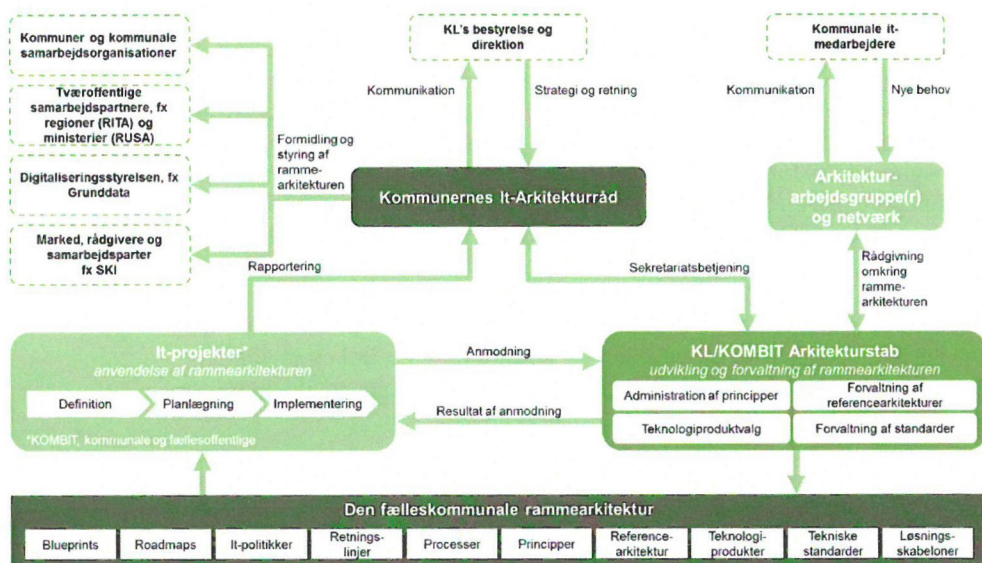 Kommuner og kommunale
samarbejdsorganisationer
Tværoffentlige
samarbejdspartnere, fx
regioner (RITA) og
ministerier (RUSA)
Digitaliseringsstyrelsen, fx
Grunddata
Marked, rådgivere og
samarbejdsparter
fx SKI
Formidling og
styring af
ramme-
arkitekturen
KL's bestyrelse og
direktion
Kommunikation
Strategi og retning
Kommunernes It-Arkitekturråd
Kommunale it-
medarbejdere
Kommunikation
Nye behov
Arkitektur-
arbejdsgruppe(r)
og netværk
Rapportering
Sekretariatsbetjening
Rådgivning
omkring
ramme-
arkitekturen
It-projekter*
anvendelse af rammearkitekturen
Definition
Planlægning
Implementering
*KOMBIT, kommunale og fællesoffentlige
Anmodning
Resultat af anmodning
KL/KOMBIT Arkitekturstab
udvikling og forvaltning af rammearkitekturen
Administration af principper
Forvaltning af
referencearkitekturer
Teknologiproduktvalg
Forvaltning af standarder
Den fælleskommunale rammearkitektur
Blueprints
Roadmaps
It-politikker
Retnings-
linjer
Processer
Principper
Reference-
arkitektur
Teknologi-
produkter
Tekniske
standarder
Løsnings-
skabeloner